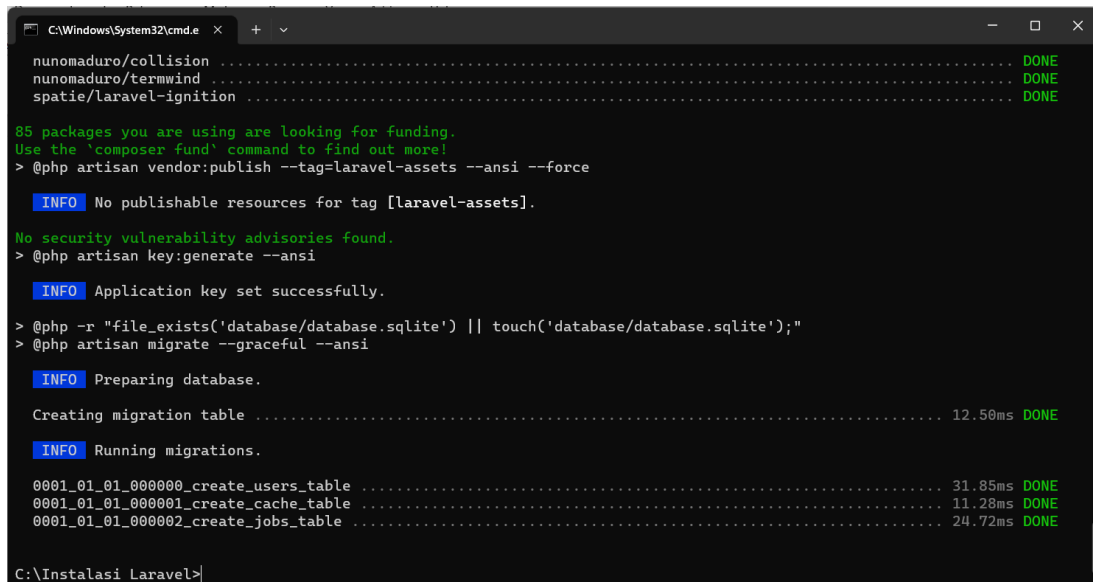 C:\Windows\System32\cmd.e
nunomaduro/collision ........................................................................................ DONE
nunomaduro/termwind ......................................................................................... DONE
spatie/laravel-ignition ..................................................................................... DONE
85 packages you are using are looking for funding.
Use the `composer fund` command to find out more!
> @php artisan vendor:publish --tag=laravel-assets --ansi --force
INFO No publishable resources for tag [laravel-assets].
No security vulnerability advisories found.
> @php artisan key:generate --ansi
INFO Application key set successfully.
> @php -r "file_exists('database/database.sqlite') || touch('database/database.sqlite');"
> @php artisan migrate --graceful --ansi
INFO Preparing database.
Creating migration table ............................................................................ 12.50ms DONE
INFO Running migrations.
0001_01_01_000000_create_users_table ................................................................ 31.85ms DONE
0001_01_01_000001_create_cache_table ................................................................ 11.28ms DONE
0001_01_01_000002_create_jobs_table ................................................................. 24.72ms DONE
C:\Instalasi Laravel>